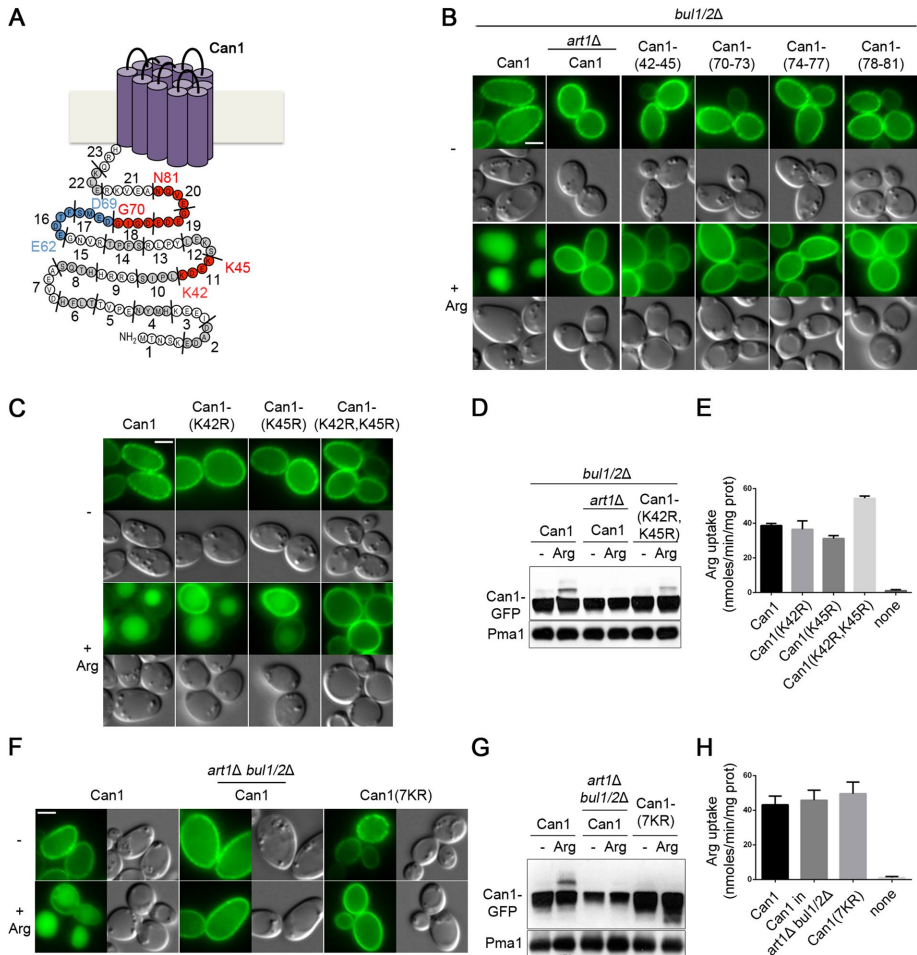 A
Can1
23
22
21
N81
20
D69
16
17
G70
18
19
E62
15
14
13
12
K45
11
8
9
10
K42
7
6
5
4
3
NH2
1
2
B
bul1/2Δ
art1Δ
Can1
Can1
Can1-
(42-45)
Can1-
(70-73)
Can1-
(74-77)
Can1-
(78-81)
-
+
Arg
C
Can1
Can1-
(K42R)
Can1-
(K45R)
Can1-
(K42R,K45R)
-
+
Arg
D
bul1/2Δ
art1Δ
Can1-
(K42R,
K45R)
Can1
Can1
- Arg - Arg - Arg
Can1-
GFP
Pma1
E
Arg uptake
(nmoles/min/mg prot)
60
40
20
0
Can1
Can1(K42R)
Can1(K45R)
Can1(K42R,K45R)
none
F
art1Δ bul1/2Δ
Can1
Can1
Can1(7KR)
-
+
Arg
G
art1Δ
bul1/2Δ
Can1
Can1
Can1-
(7KR)
- Arg - Arg - Arg
Can1-
GFP
Pma1
H
Arg uptake
(nmoles/min/mg prot)
60
40
20
0
Can1
Can1 in
art1Δ bul1/2Δ
Can1(7KR)
none